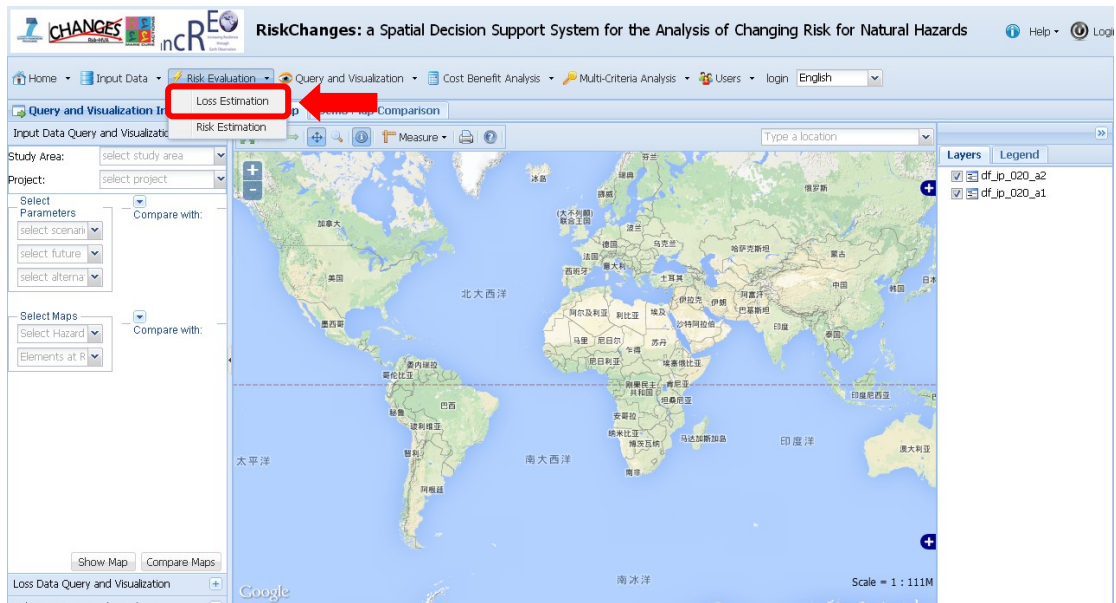 CHANGES
incREO
RiskChanges: a Spatial Decision Support System for the Analysis of Changing Risk for Natural Hazards
Help
Logi
Home
Input Data
Risk Evaluation
Query and Visualization
Cost Benefit Analysis
Multi-Criteria Analysis
Users
login
English
Loss Estimation
Risk Estimation
Query and Visualization In
p
Map Comparison
Input Data Query and Visualizatio
Measure
Type a location
Study Area:
select study area
Project:
select project
Select Parameters
Compare with:
select scenari
select future
select alterna
Select Maps
Compare with:
Select Hazard
Elements at R
Show Map
Compare Maps
Loss Data Query and Visualization
Layers
Legend
df_ip_020_a2
df_ip_020_a1
冰岛
芬兰
瑞典
挪威
俄罗斯
加拿大
(大不列颠)
联合王国
波兰
德国
乌克兰
法国
哈萨克斯坦
蒙古
西班牙
意大利
土耳其
美国
北大西洋
中国
韩国
日本
伊拉克
伊朗
阿富汗
巴基斯坦
阿尔及利亚
利比亚
埃及
沙特阿拉伯
印度
泰国
墨西哥
马里
尼日尔
乍得
苏丹
尼日利亚
埃塞俄比亚
委内瑞拉
哥伦比亚
刚果民主共和国
肯尼亚
坦桑尼亚
印度尼西亚
巴西
秘鲁
玻利维亚
安哥拉
纳米比亚
博茨瓦纳
马达加斯加
印度洋
澳大利亚
太平洋
智利
南大西洋
南非
阿根廷
南冰洋
Scale = 1 : 111M
Google